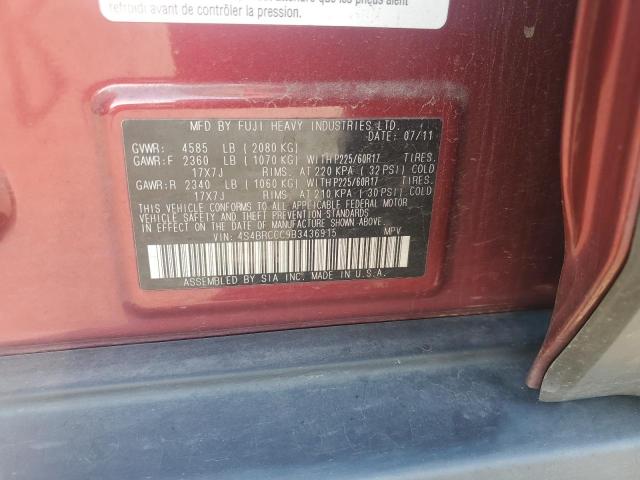 refroidi avant de contrôler la pression.
MFD BY FUJI HEAVY INDUSTRIES LTD.
DATE: 07/11
GVWR: 4585 LB ( 2080 KG)
GAWR:F 2360 LB ( 1070 KG) WITH P225/60R17 TIRES.
17X7J RIMS. AT 220 KPA ( 32 PSI) COLD
GAWR:R 2340 LB ( 1060 KG) WITH P225/60R17 TIRES.
17X7J RIMS. AT 210 KPA ( 30 PSI) COLD
THIS VEHICLE CONFORMS TO ALL APPLICABLE FEDERAL MOTOR
VEHICLE SAFETY AND THEFT PREVENTION STANDARDS
IN EFFECT ON THE DATE OF MANUFACTURE SHOWN ABOVE.
VIN: 4S4BRCCC9B3436915 MPV
ASSEMBLED BY SIA INC. MADE IN U.S.A.